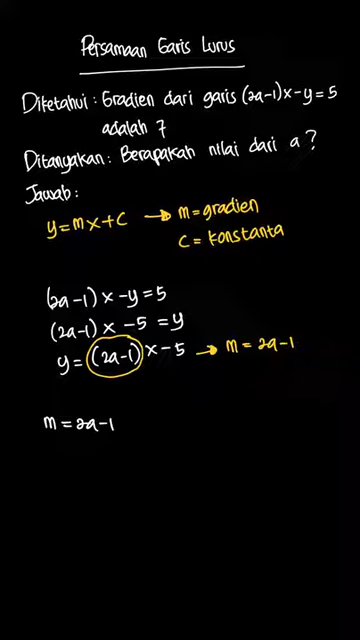 Persamaan Garis Lurus
Diketahui : Gradien dari garis (2a-1)x-y=5
adalah 7
Ditanyakan : Berapakah nilai dari a ?
Jawab :
y=mx+c → m=gradien
c = konstanta
(2a-1)x-y=5
(2a-1)x-5=y
y=(2a-1)x-5 → m=2a-1
m=2a-1